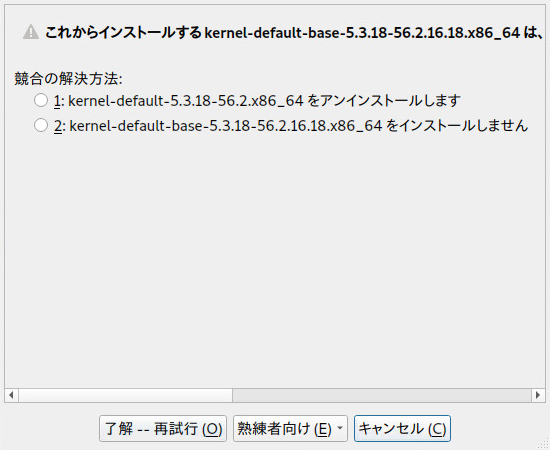 これからインストールする kernel-default-base-5.3.18-56.2.16.18.x86_64 は、
競合の解決方法:
1: kernel-default-5.3.18-56.2.x86_64 をアンインストールします
2: kernel-default-base-5.3.18-56.2.16.18.x86_64 をインストールしません
了解 -- 再試行 (O) 熟練者向け (E) キャンセル (C)